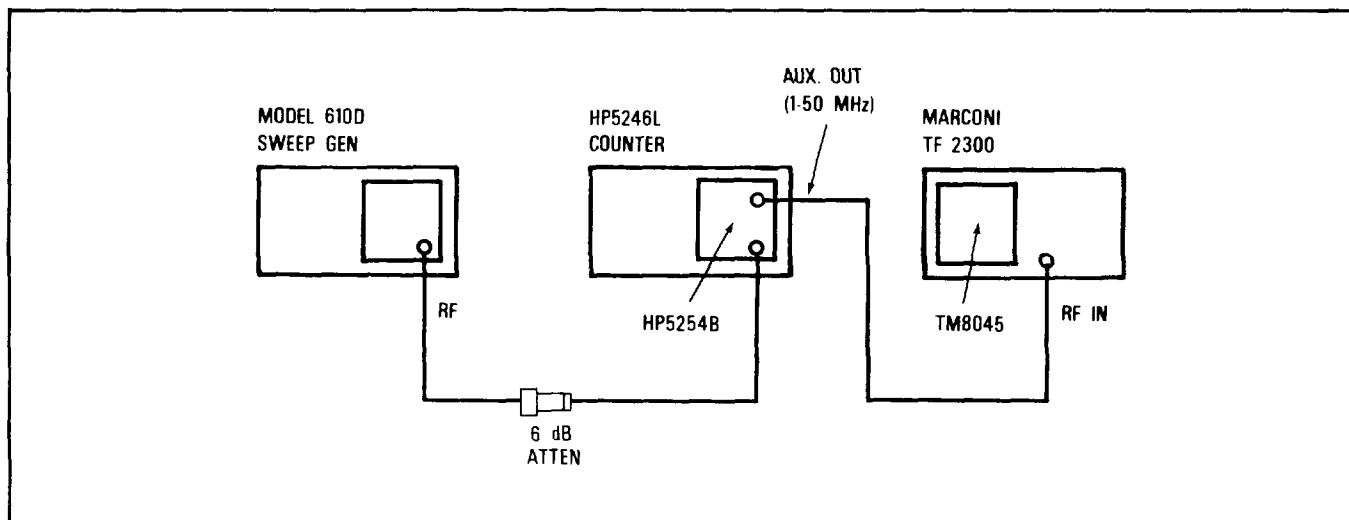 AUX. OUT
(1-50 MHz)
MODEL 610D
SWEEP GEN
HP5246L
COUNTER
MARCONI
TF 2300
RF
HP5254B
TM8045
RF IN
6 dB
ATTEN